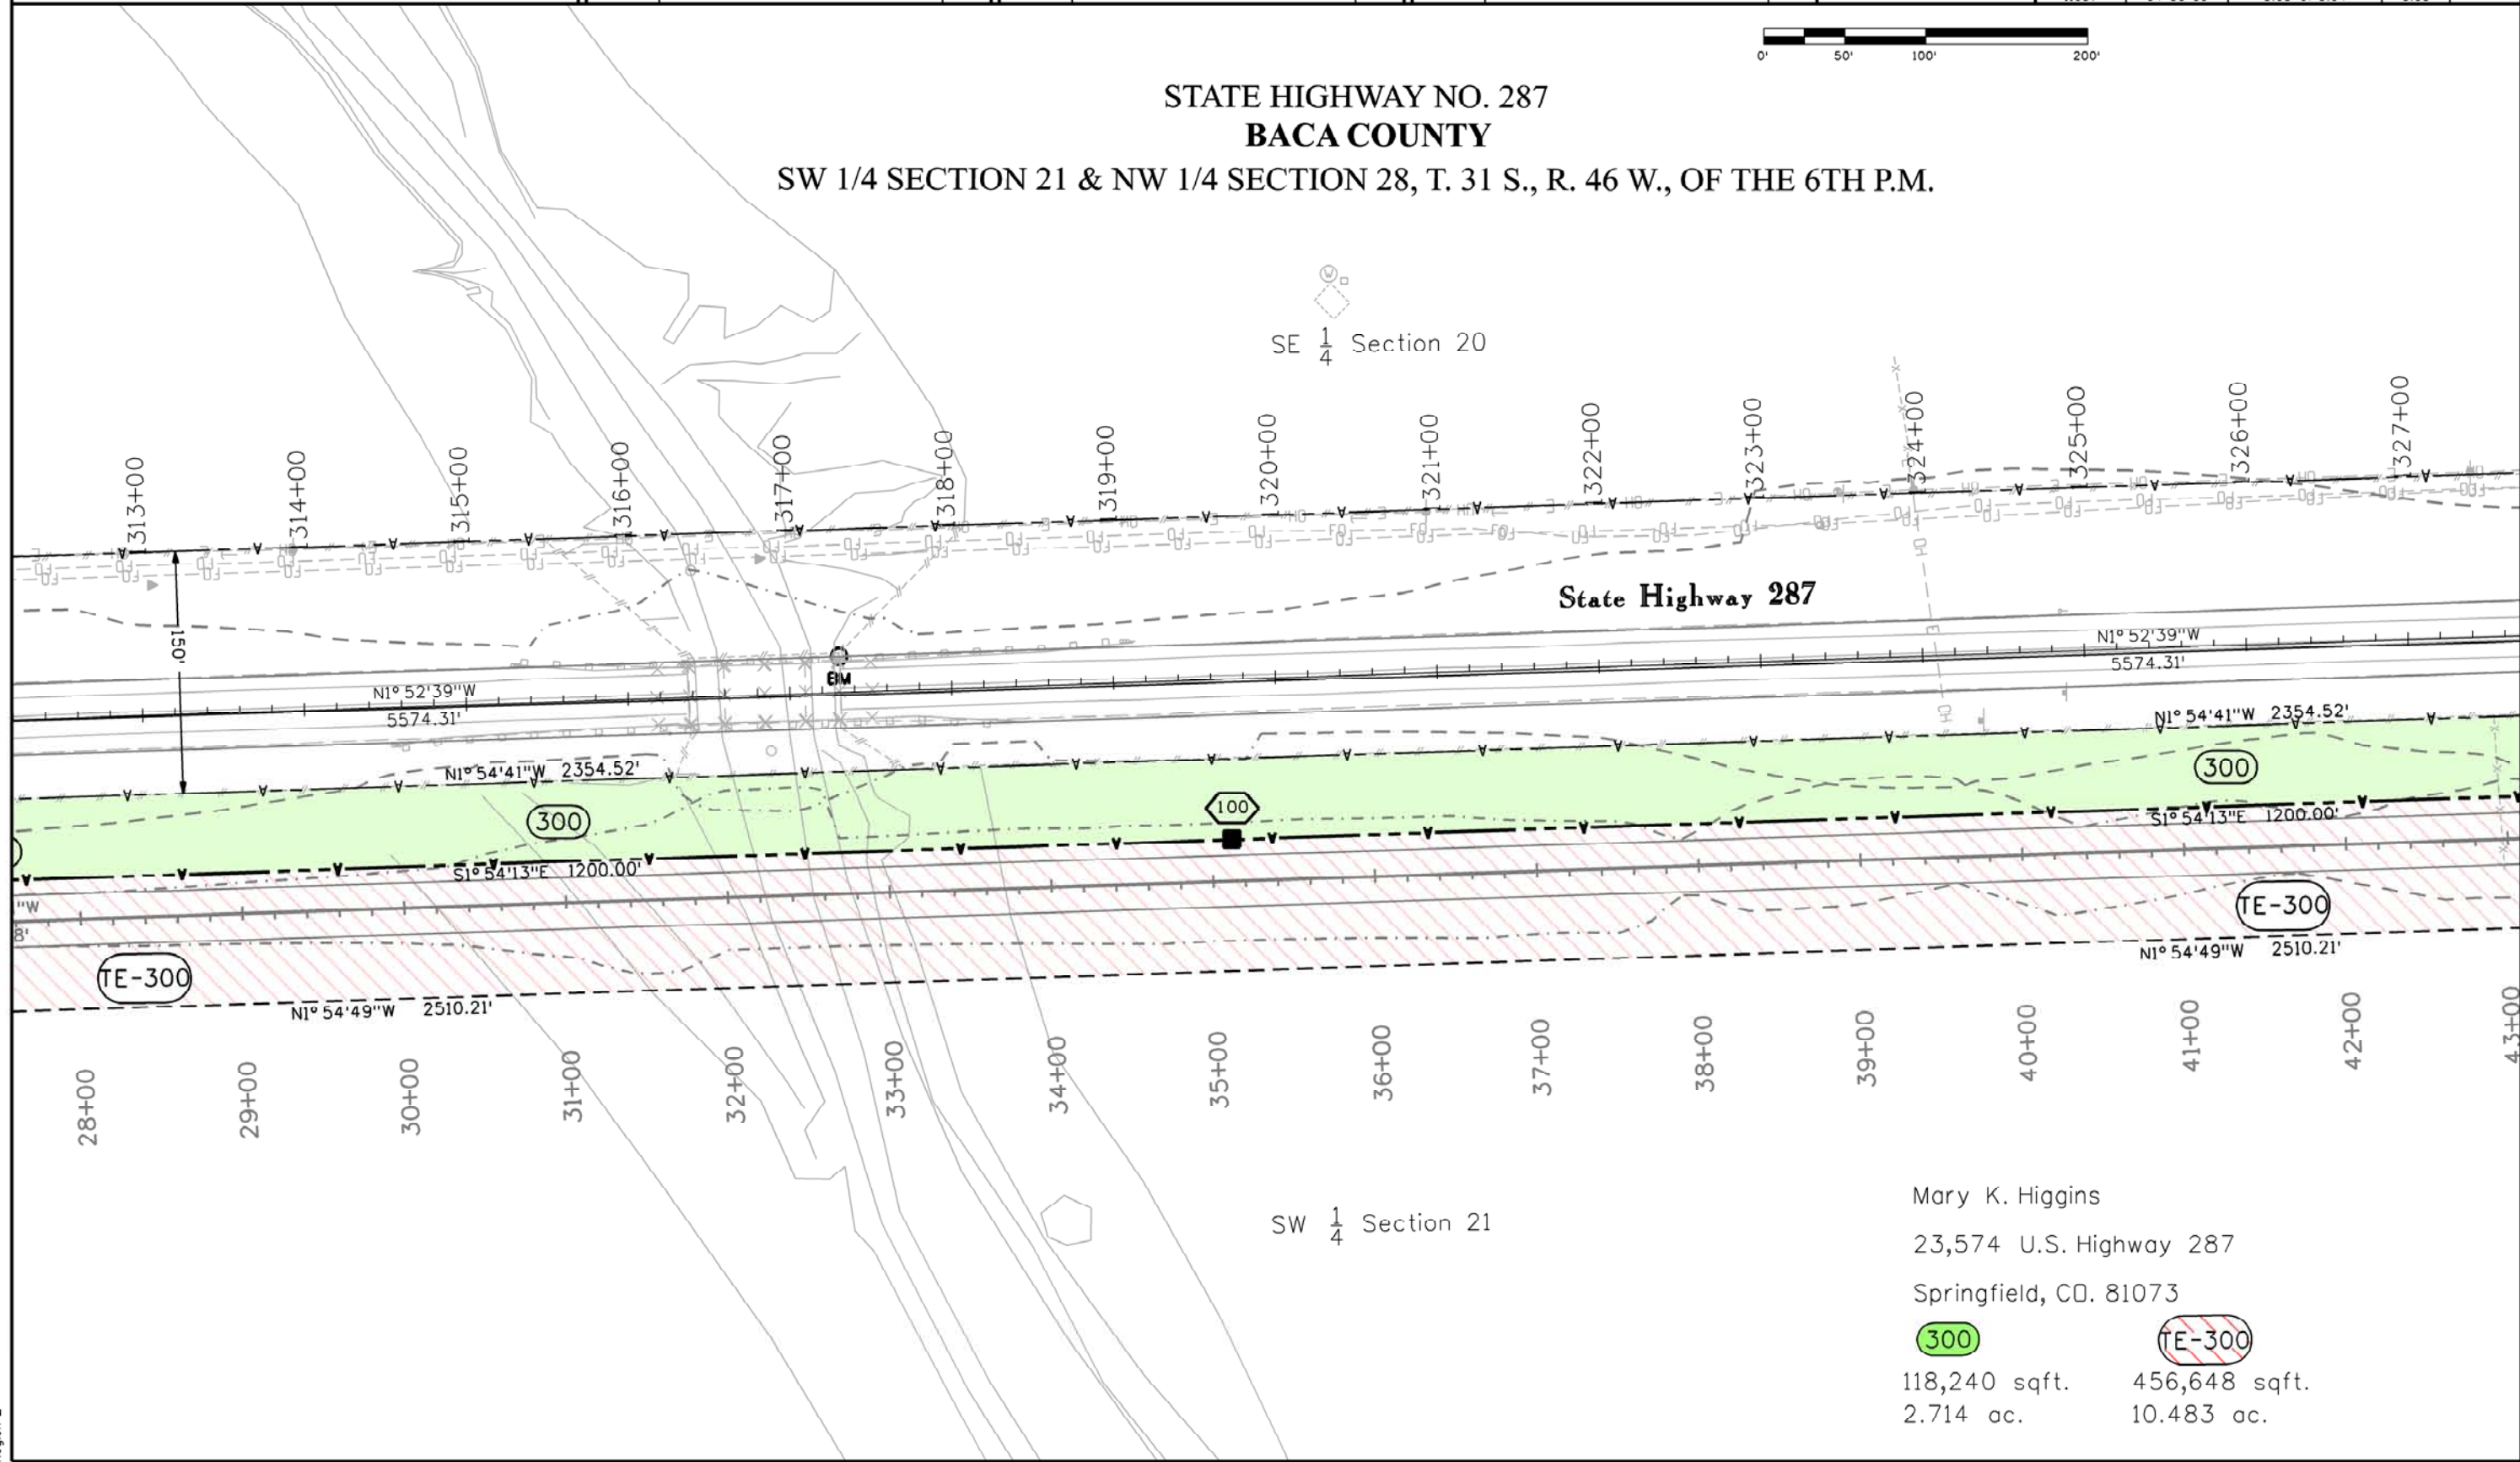 0' 50' 100' 200'
STATE HIGHWAY NO. 287
BACA COUNTY
SW 1/4 SECTION 21 & NW 1/4 SECTION 28, T. 31 S., R. 46 W., OF THE 6TH P.M.
W
SE 1/4 Section 20
313+00 314+00 315+00 316+00 317+00 318+00 319+00 320+00 321+00 322+00 323+00 324+00 325+00 326+00 327+00
150'
State Highway 287
N1° 52'39"W
5574.31'
N1° 52'39"W
5574.31'
BM
N1° 54'41"W 2354.52'
N1° 54'41"W 2354.52'
300
100
300
S1° 54'13"E 1200.00'
S1° 54'13"E 1200.00'
"W
8'
TE-300
TE-300
N1° 54'49"W 2510.21'
N1° 54'49"W 2510.21'
28+00 29+00 30+00 31+00 32+00 33+00 34+00 35+00 36+00 37+00 38+00 39+00 40+00 41+00 42+00 43+00
SW 1/4 Section 21
Mary K. Higgins
23,574 U.S. Highway 287
Springfield, CO. 81073
300 TE-300
118,240 sqft. 456,648 sqft.
2.714 ac. 10.483 ac.